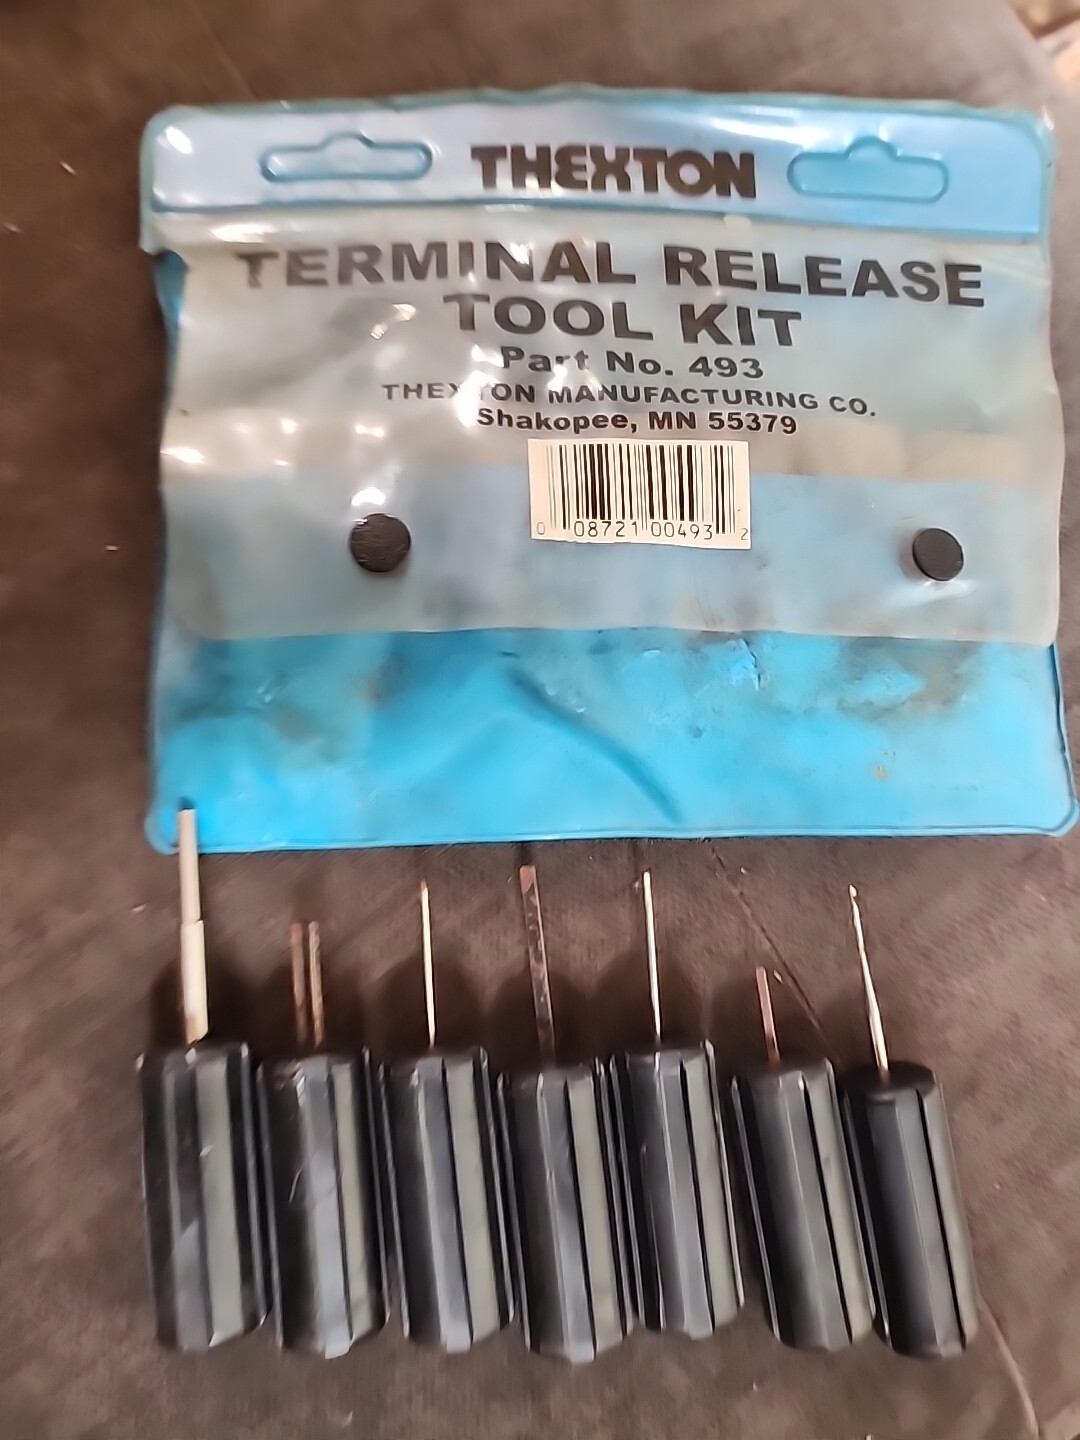 THEXTON
TERMINAL RELEASE
TOOL KIT
Part No. 493
THEXTON MANUFACTURING CO.
Shakopee, MN 55379
0 08721 00493 2